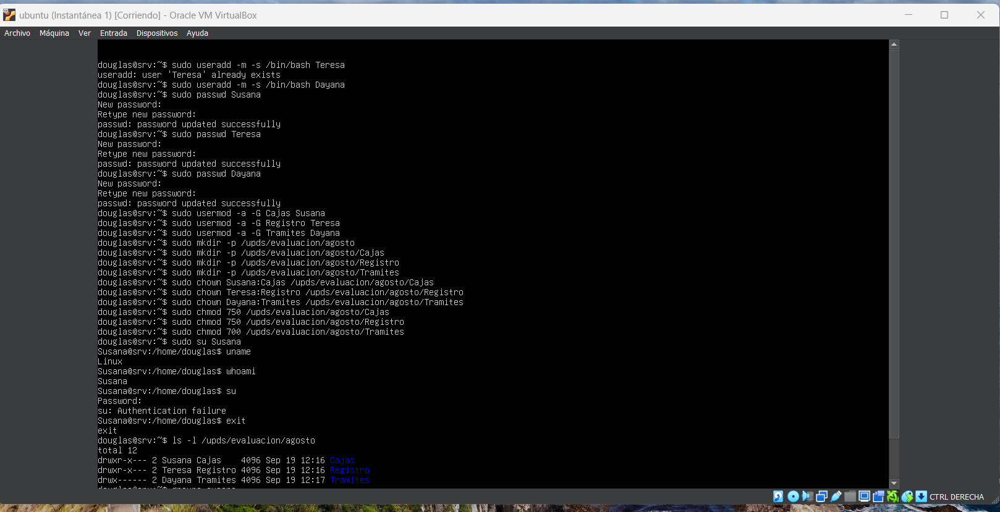 ubuntu (Instantánea 1) [Corriendo] - Oracle VM VirtualBox
Archivo Máquina Ver Entrada Dispositivos Ayuda
douglas@srv:~$ sudo useradd -m -s /bin/bash Teresa
useradd: user 'Teresa' already exists
douglas@srv:~$ sudo useradd -m -s /bin/bash Dayana
douglas@srv:~$ sudo passwd Susana
New password:
Retype new password:
passwd: password updated successfully
douglas@srv:~$ sudo passwd Teresa
New password:
Retype new password:
passwd: password updated successfully
douglas@srv:~$ sudo passwd Dayana
New password:
Retype new password:
passwd: password updated successfully
douglas@srv:~$ sudo usermod -a -G Cajas Susana
douglas@srv:~$ sudo usermod -a -G Registro Teresa
douglas@srv:~$ sudo usermod -a -G Tramites Dayana
douglas@srv:~$ sudo mkdir -p /upds/evaluacion/agosto
douglas@srv:~$ sudo mkdir -p /upds/evaluacion/agosto/Cajas
douglas@srv:~$ sudo mkdir -p /upds/evaluacion/agosto/Registro
douglas@srv:~$ sudo mkdir -p /upds/evaluacion/agosto/Tramites
douglas@srv:~$ sudo chown Susana:Cajas /upds/evaluacion/agosto/Cajas
douglas@srv:~$ sudo chown Teresa:Registro /upds/evaluacion/agosto/Registro
douglas@srv:~$ sudo chown Dayana:Tramites /upds/evaluacion/agosto/Tramites
douglas@srv:~$ sudo chmod 750 /upds/evaluacion/agosto/Cajas
douglas@srv:~$ sudo chmod 750 /upds/evaluacion/agosto/Registro
douglas@srv:~$ sudo chmod 700 /upds/evaluacion/agosto/Tramites
douglas@srv:~$ sudo su Susana
Susana@srv:/home/douglas$ uname
Linux
Susana@srv:/home/douglas$ whoami
Susana
Susana@srv:/home/douglas$ su
Password:
su: Authentication failure
Susana@srv:/home/douglas$ exit
exit
douglas@srv:~$ ls -l /upds/evaluacion/agosto
total 12
drwxr-x--- 2 Susana Cajas    4096 Sep 19 12:16 Cajas
drwxr-x--- 2 Teresa Registro 4096 Sep 19 12:16 Registro
drwx------ 2 Dayana Tramites 4096 Sep 19 12:17 Tramites
douglas@srv:~$
CTRL DERECHA